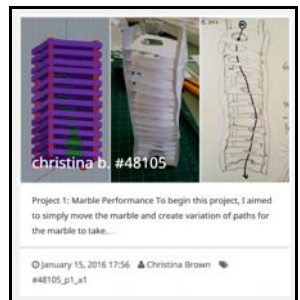 christina b. #48105
Project 1: Marble Performance To begin this project, I aimed
to simply move the marble and create variation of paths for
the marble to take, ...
January 15, 2016 17:56 Christina Brown
#48105_p1_a1